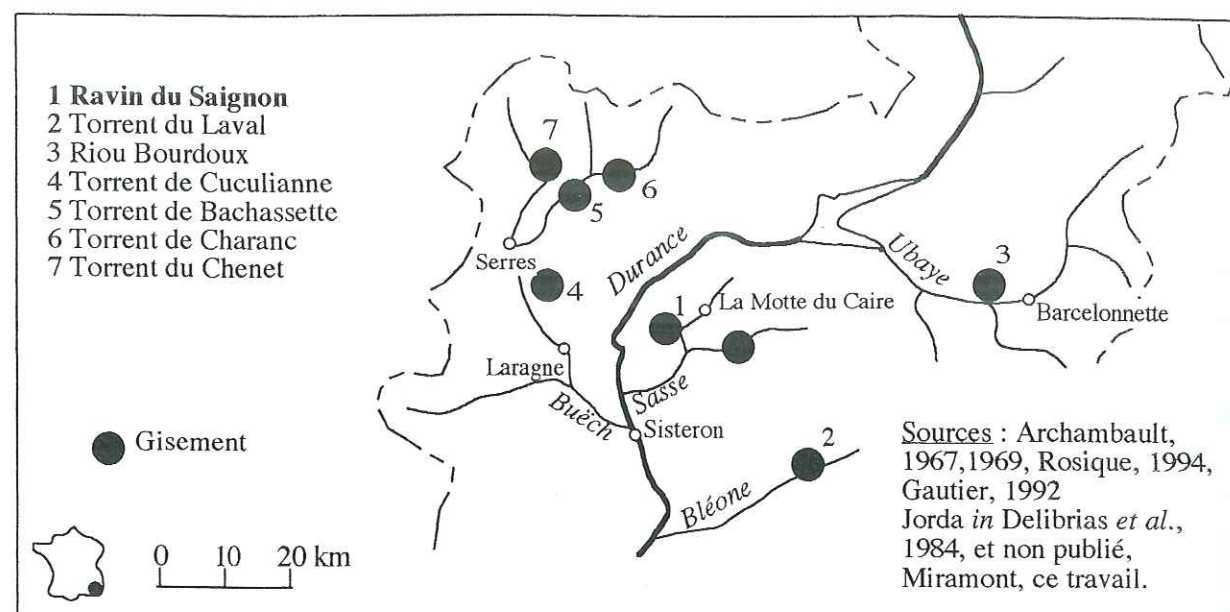 1 Ravin du Saignon
2 Torrent du Laval
3 Riou Bourdoux
4 Torrent de Cuculianne
5 Torrent de Bachassette
6 Torrent de Charanc
7 Torrent du Chenet
7
6
5
Serres
4
Durance
Ubaye
3
Barcelonnette
1
La Motte du Caire
Laragne
Sasse
Buëch
Sisteron
2
Bléone
Gisement
0 10 20 km
Sources : Archambault,
1967,1969, Rosique, 1994,
Gautier, 1992
Jorda in Delibrias et al.,
1984, et non publié,
Miramont, ce travail.